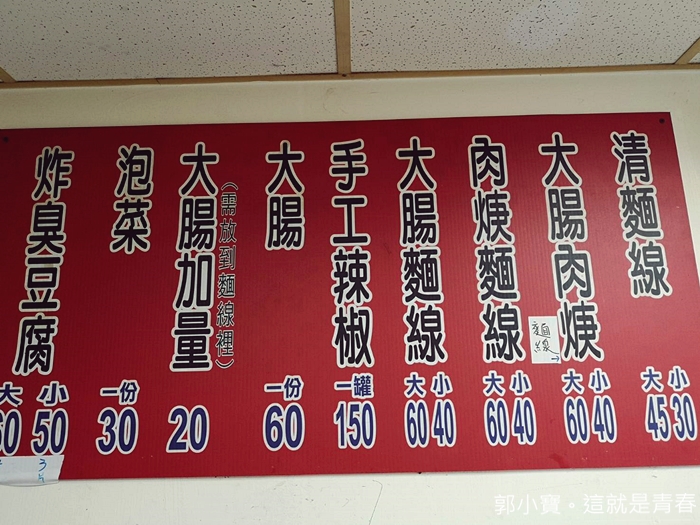 清麵線
大 小
45 30
大腸肉焿
麵線
大 小
60 40
肉焿麵線
大 小
60 40
大腸麵線
大 小
60 40
手工辣椒
一罐
150
大腸
一份
60
大腸加量
(需放到麵線裡)
20
泡菜
一份
30
炸臭豆腐
大 小
60 50
郭小寶。這就是青春